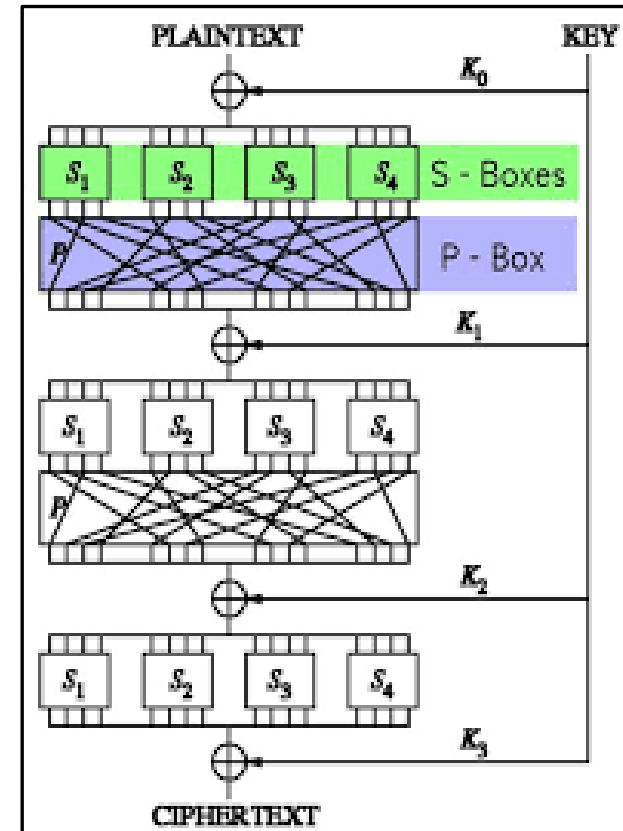 PLAINTEXT KEY
K₀
S₁ S₂ S₃ S₄ S - Boxes
P P - Box
K₁
S₁ S₂ S₃ S₄
P
K₂
S₁ S₂ S₃ S₄
K₃
CIPHERTEXT